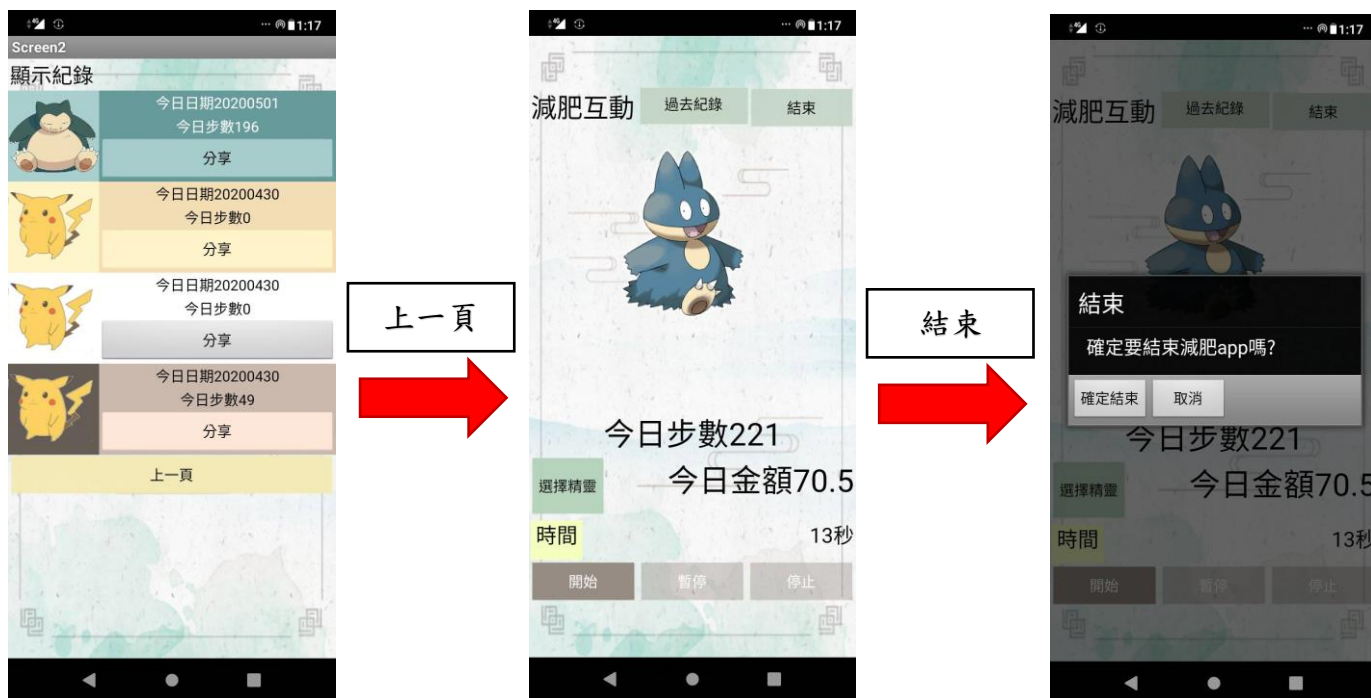 1:17
Screen2
顯示紀錄
今日日期20200501
今日步數196
分享
今日日期20200430
今日步數0
分享
今日日期20200430
今日步數0
分享
今日日期20200430
今日步數49
分享
上一頁
上一頁
1:17
減肥互動
過去紀錄
結束
今日步數221
選擇精靈
今日金額70.5
時間
13秒
開始
暫停
停止
結束
1:17
減肥互動
過去紀錄
結束
結束
確定要結束減肥app嗎?
確定結束
取消
今日步數221
選擇精靈
今日金額70.5
時間
13秒
開始
暫停
停止